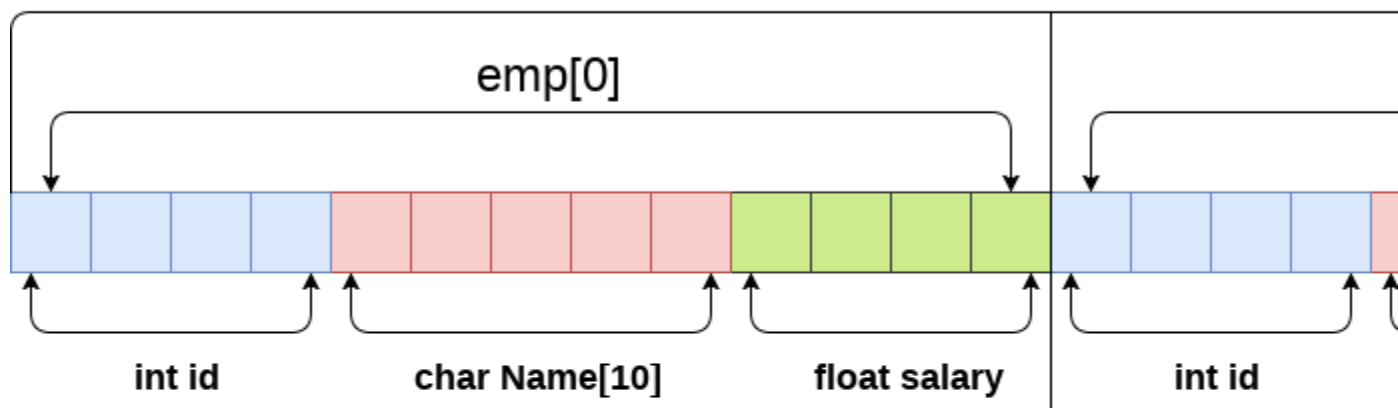 emp[0]
int id
char Name[10]
float salary
int id